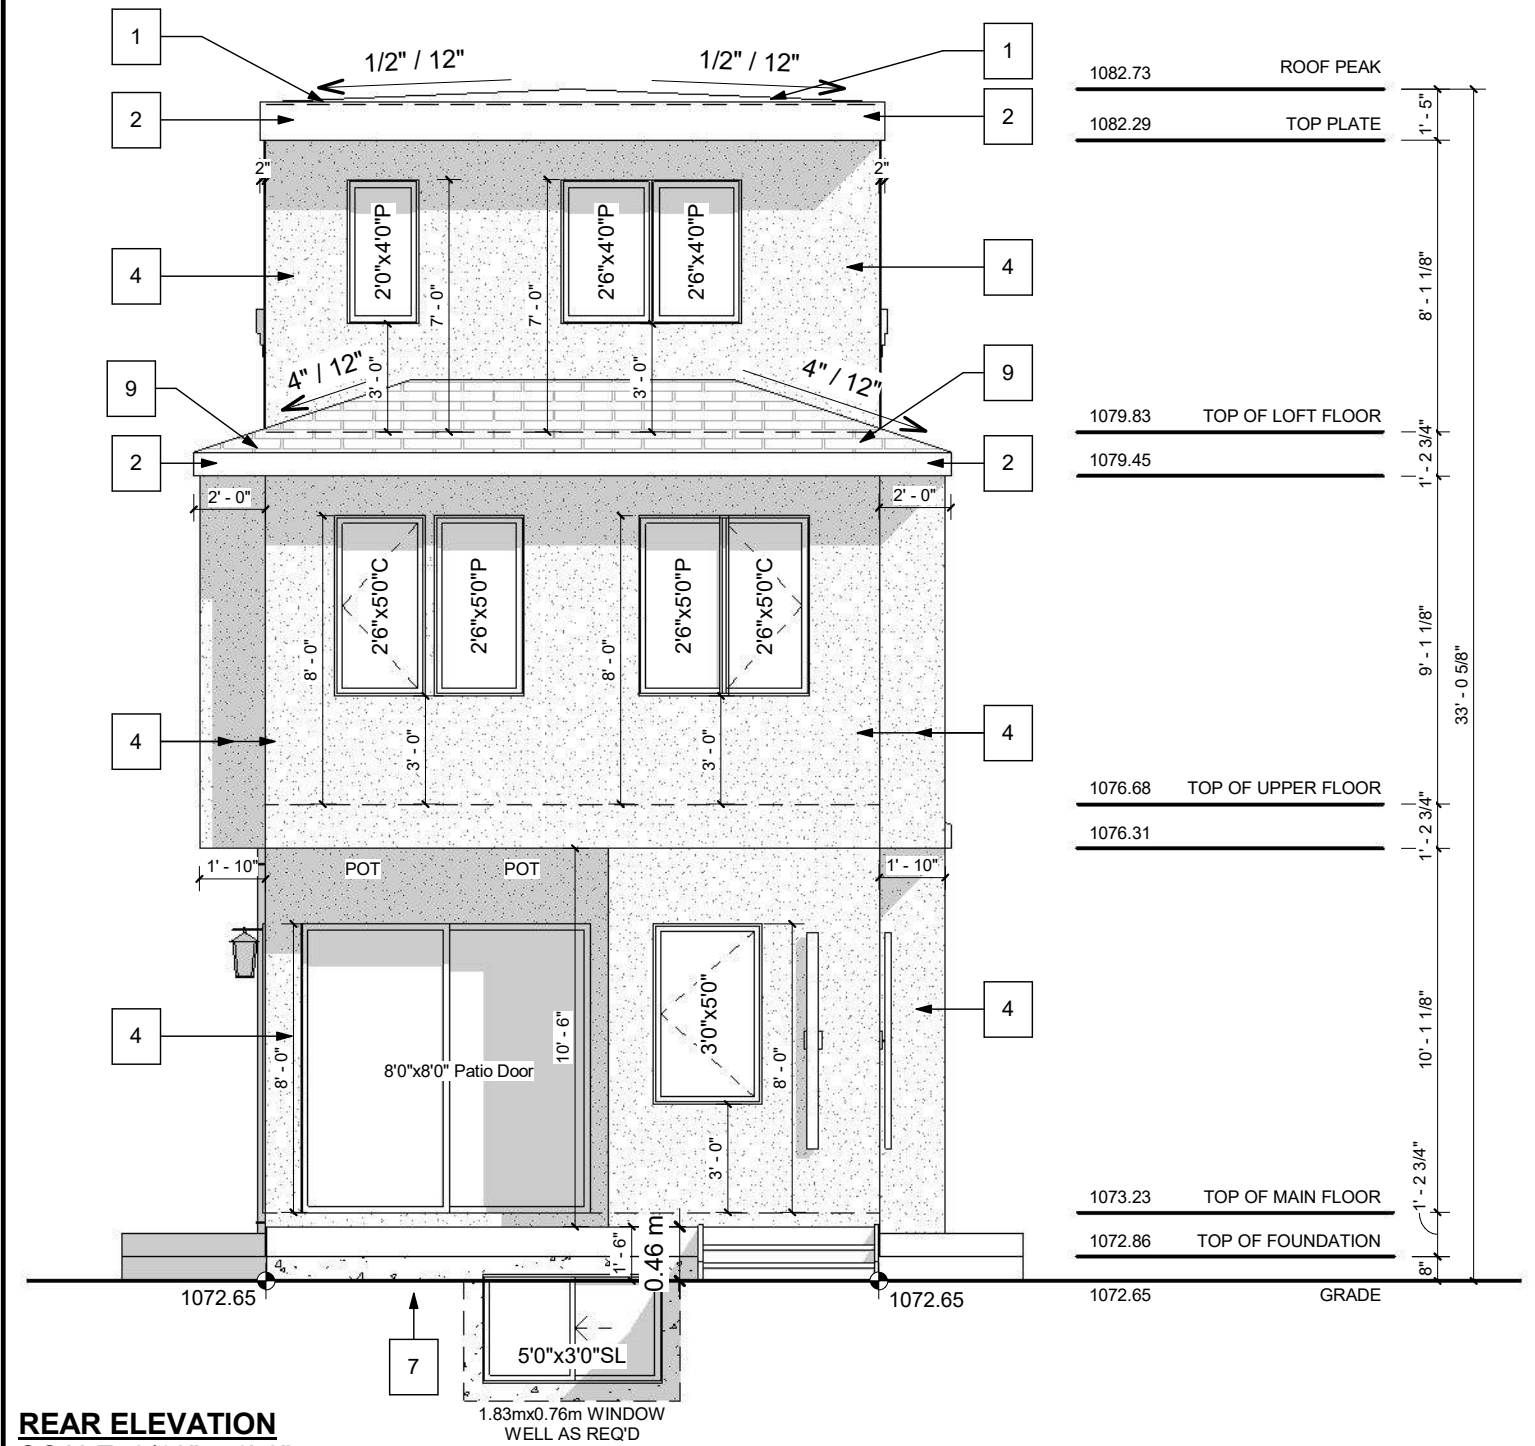 1
1/2" / 12"
1/2" / 12"
1
1082.73 ROOF PEAK
2
2
1' - 5"
1082.29 TOP PLATE
2"
2"
2'0"x4'0"P
2'6"x4'0"P
2'6"x4'0"P
4
4
7' - 0"
7' - 0"
8' - 1 1/8"
3' - 0"
3' - 0"
4" / 12"
4" / 12"
9
9
1079.83 TOP OF LOFT FLOOR
1' - 2 3/4"
1079.45
2
2
2' - 0"
2' - 0"
2'6"x5'0"C
2'6"x5'0"P
2'6"x5'0"P
2'6"x5'0"C
8' - 0"
8' - 0"
9' - 1 1/8"
33' - 0 5/8"
4
4
3' - 0"
3' - 0"
1076.68 TOP OF UPPER FLOOR
1' - 2 3/4"
1076.31
1' - 10"
POT
POT
1' - 10"
4
4
3'0"x5'0"
10' - 6"
8' - 0"
8' - 0"
8'0"x8'0" Patio Door
10' - 1 1/8"
3' - 0"
1073.23 TOP OF MAIN FLOOR
1' - 2 3/4"
1072.86 TOP OF FOUNDATION
1' - 6"
0.46 m
8"
1072.65
1072.65
1072.65 GRADE
7
5'0"x3'0"SL
1.83mx0.76m WINDOW
WELL AS REQ'D
REAR ELEVATION